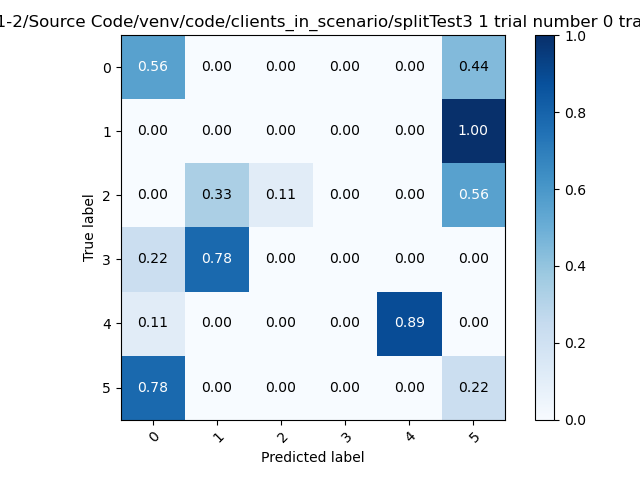 1-2/Source Code/venv/code/clients_in_scenario/splitTest3 1 trial number 0 tra
1.0
0 0.56 0.00 0.00 0.00 0.00 0.44
1 0.00 0.00 0.00 0.00 0.00 1.00
0.8
2 0.00 0.33 0.11 0.00 0.00 0.56
0.6
True label
3 0.22 0.78 0.00 0.00 0.00 0.00
0.4
4 0.11 0.00 0.00 0.00 0.89 0.00
0.2
5 0.78 0.00 0.00 0.00 0.00 0.22
0.0
0 1 2 3 4 5
Predicted label